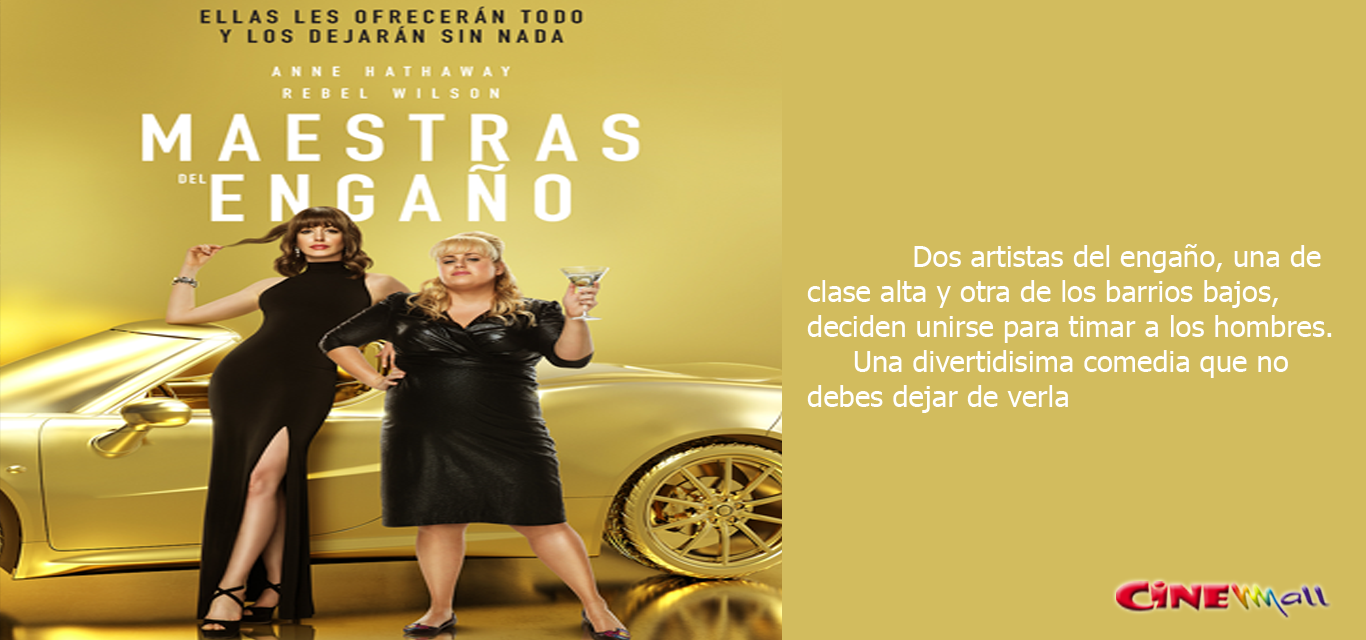 ELLAS LES OFRECERÁN TODO
Y LOS DEJARÁN SIN NADA
ANNE HATHAWAY
REBEL WILSON
MAESTRAS
DEL ENGAÑO
Dos artistas del engaño, una de
clase alta y otra de los barrios bajos,
deciden unirse para timar a los hombres.
Una divertidisima comedia que no
debes dejar de verla
CiNEMall